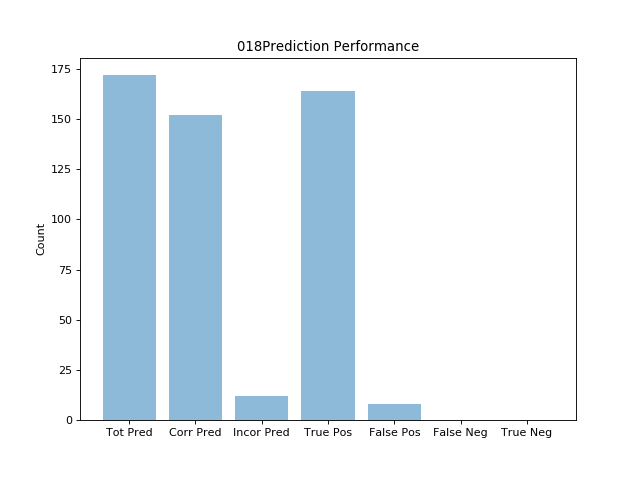 018Prediction Performance
175
150
125
100
75
50
25
0
Count
Tot Pred Corr Pred Incor Pred True Pos False Pos False Neg True Neg